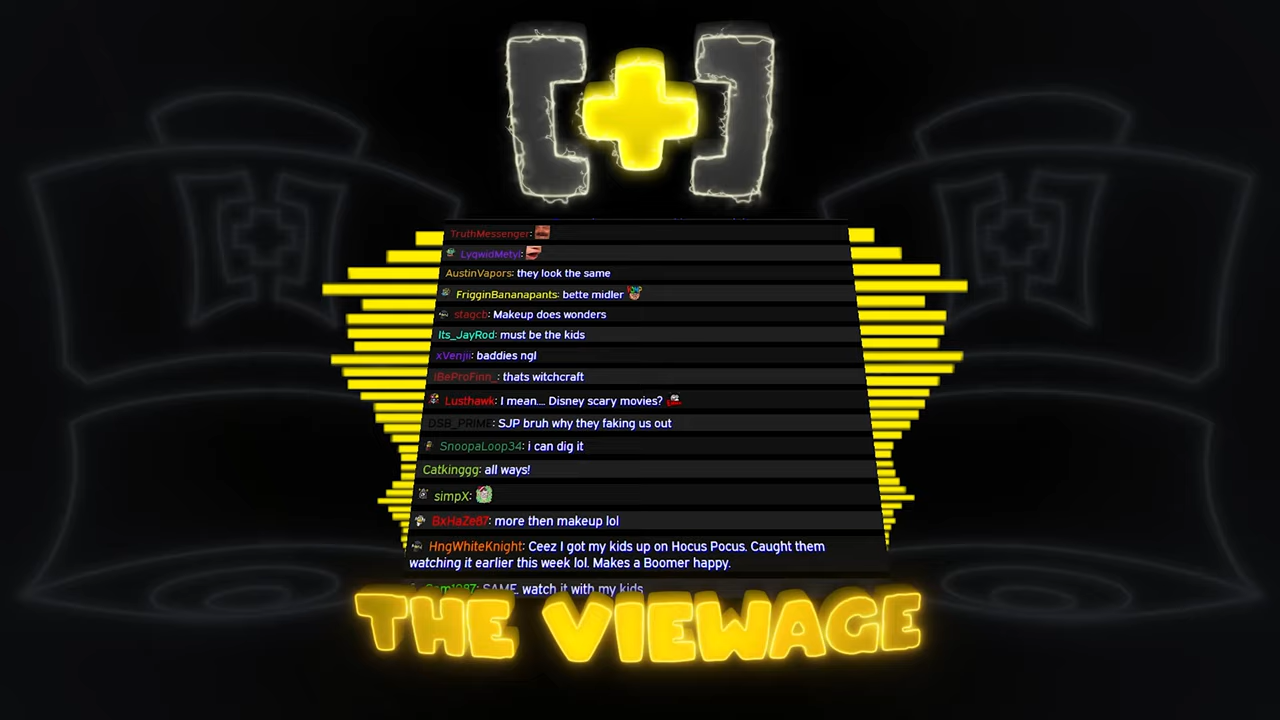 TruthMessenger:
LyqwidMetyl:
AustinVapors: they look the same
FrigginBananapants: bette midler
stagcb: Makeup does wonders
Its_JayRod: must be the kids
xVenjii: baddies ngl
IBeProFinn_: thats witchcraft
Lusthawk: I mean.... Disney scary movies?
DSB_PRIME: SJP bruh why they faking us out
SnoopaLoop34: i can dig it
Catkinggg: all ways!
simpX:
BxHaZe87: more then makeup lol
HngWhiteKnight: Ceez I got my kids up on Hocus Pocus. Caught them
watching it earlier this week lol. Makes a Boomer happy.
SAME. watch it with my kids
THE VIEWAGE